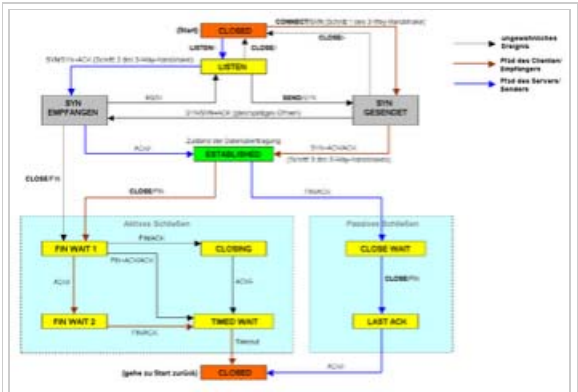 (Start)
CLOSED
CONNECT/SYN (Schritt 1 des 3-Way-Handshake)
CLOSE/-
LISTEN/-
CLOSE/-
SYN/SYN-ACK (Schritt 2 des 3-Way-Handshake)
LISTEN
ungewöhnliches
Ereignis
Pfad des Clienten/
Empfängers
Pfad des Servers/
Senders
RST/-
SEND/SYN
SYN
EMPFANGEN
SYN
GESENDET
SYN/SYN+ACK (gleichzeitiges Öffnen)
Zustand der Datenübertragung
ACK/-
ESTABLISHED
SYN-ACK/ACK
(Schritt 3 des 3-Way-Handshake)
CLOSE/FIN
CLOSE/FIN
FIN/ACK
Aktives Schließen
Passives Schließen
FIN WAIT 1
FIN/ACK
CLOSING
CLOSE WAIT
FIN+ACK/ACK
ACK/-
ACK/-
CLOSE/FIN
FIN WAIT 2
FIN/ACK
TIMED WAIT
LAST ACK
Timeout
(gehe zu Start zurück)
CLOSED
ACK/-